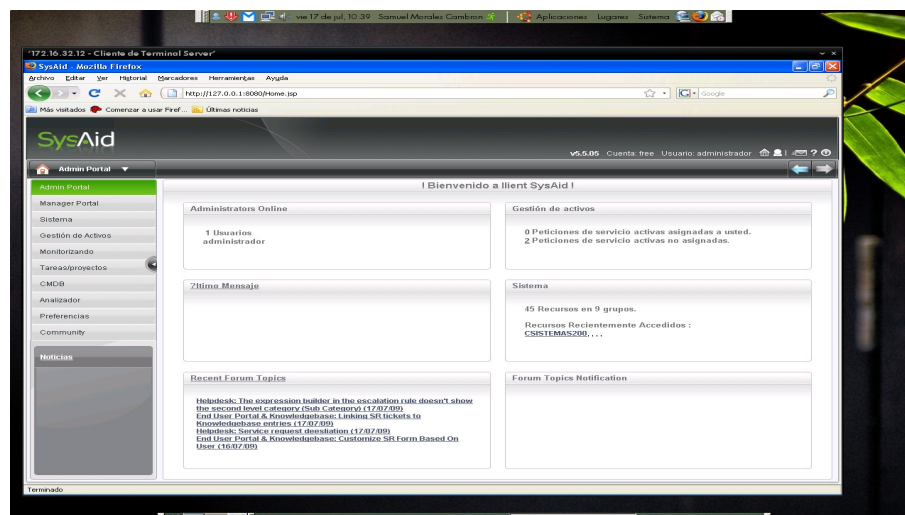 vie 17 de jul, 10:39 Samuel Morales Cambron
Aplicaciones Lugares Sistema
'172.16.32.12 - Cliente de Terminal Server'
SysAid - Mozilla Firefox
Archivo Editar Ver Historial Marcadores Herramientas Ayuda
http://127.0.0.1:8080/Home.jsp
Google
Más visitados Comenzar a usar Firef... Últimas noticias
SysAid
v5.5.05 Cuenta: free Usuario: administrador
Admin Portal
! Bienvenido a Ilient SysAid !
Admin Portal
Manager Portal
Sistema
Gestión de Activos
Monitorizando
Tareas/proyectos
CMDB
Analizador
Preferencias
Community
Noticias
Administrators Online
1 Usuarios
administrador
Gestión de activos
0 Peticiones de servicio activas asignadas a usted.
2 Peticiones de servicio activas no asignadas.
?ltimo Mensaje
Sistema
45 Recursos en 9 grupos.
Recursos Recientemente Accedidos :
CSISTEMAS200, , , ,
Recent Forum Topics
Helpdesk: The expression builder in the escalation rule doesn't show
the second level category (Sub Category) (17/07/09)
End User Portal & Knowledgebase: Linking SR tickets to
Knowledgebase entries (17/07/09)
Helpdesk: Service request deesliation (17/07/09)
End User Portal & Knowledgebase: Customize SR Form Based On
User (16/07/09)
Forum Topics Notification
Terminado